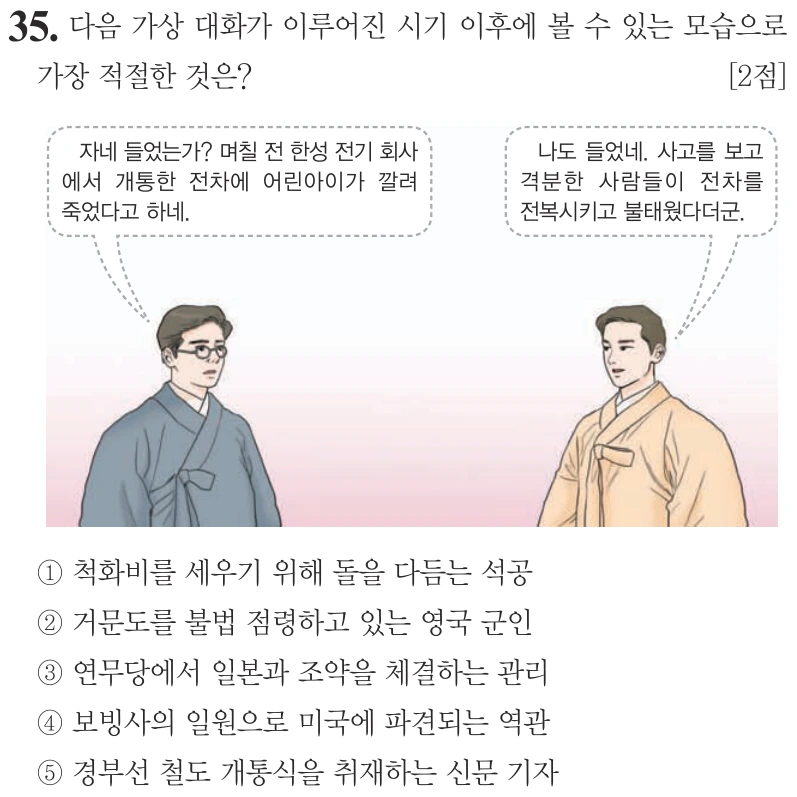 35. 다음 가상 대화가 이루어진 시기 이후에 볼 수 있는 모습으로
가장 적절한 것은? [2점]
자네 들었는가? 며칠 전 한성 전기 회사
에서 개통한 전차에 어린아이가 깔려
죽었다고 하네.
나도 들었네. 사고를 보고
격분한 사람들이 전차를
전복시키고 불태웠다더군.
① 척화비를 세우기 위해 돌을 다듬는 석공
② 거문도를 불법 점령하고 있는 영국 군인
③ 연무당에서 일본과 조약을 체결하는 관리
④ 보빙사의 일원으로 미국에 파견되는 역관
⑤ 경부선 철도 개통식을 취재하는 신문 기자